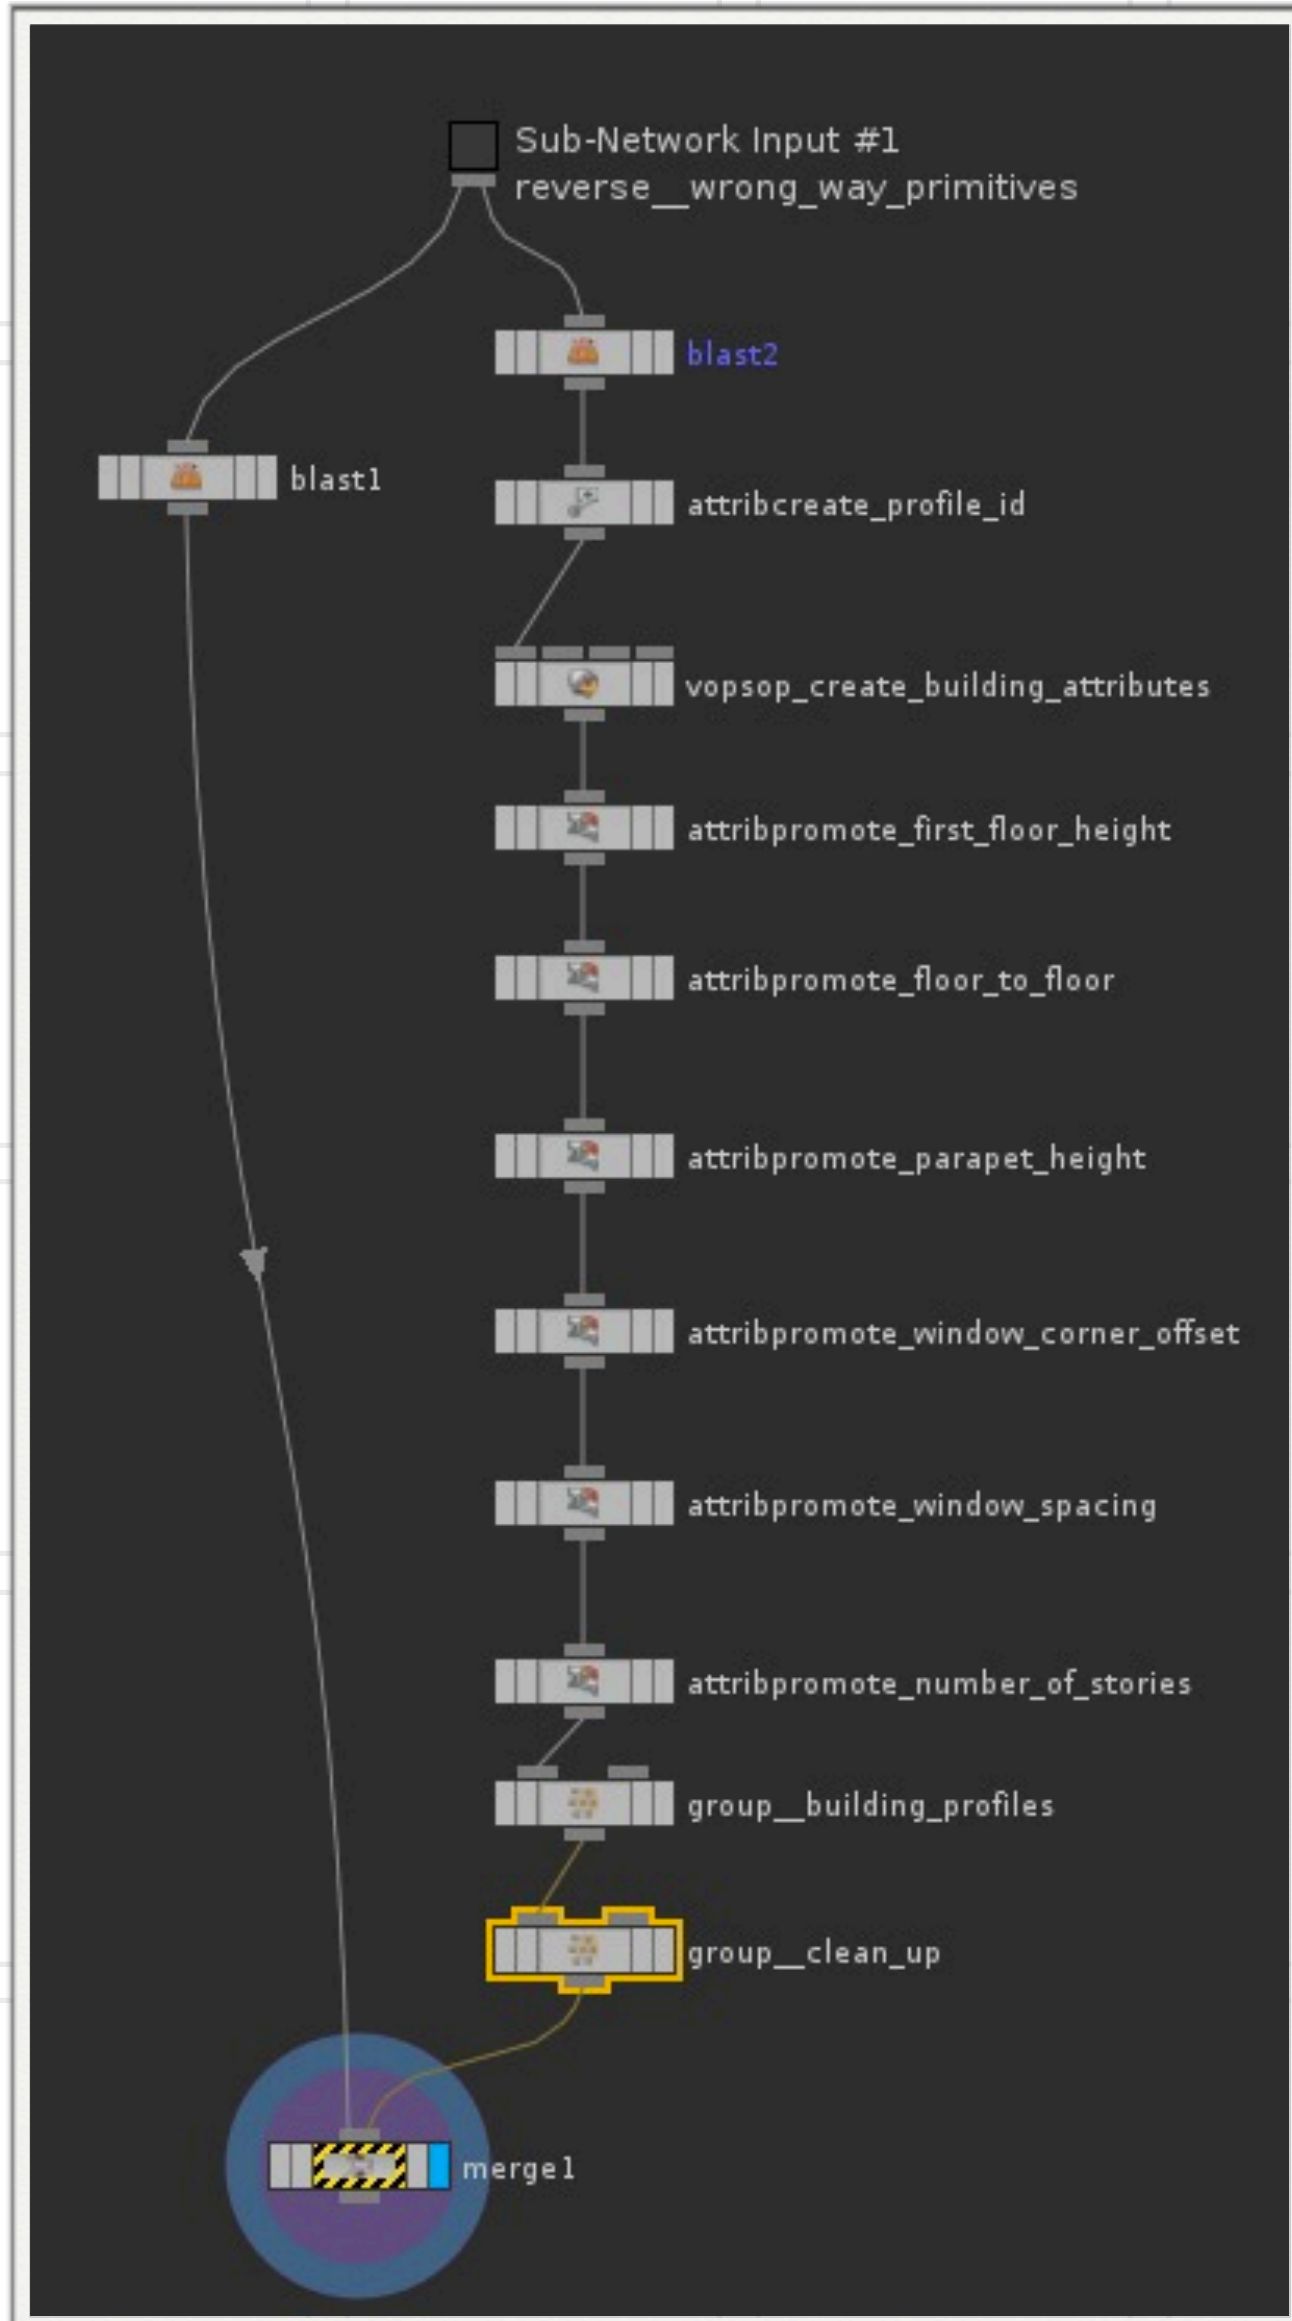 Sub-Network Input #1
reverse__wrong_way_primitives
blast2
blast1
attribcreate_profile_id
vopsop_create_building_attributes
attribpromote_first_floor_height
attribpromote_floor_to_floor
attribpromote_parapet_height
attribpromote_window_corner_offset
attribpromote_window_spacing
attribpromote_number_of_stories
group__building_profiles
group__clean_up
merge1